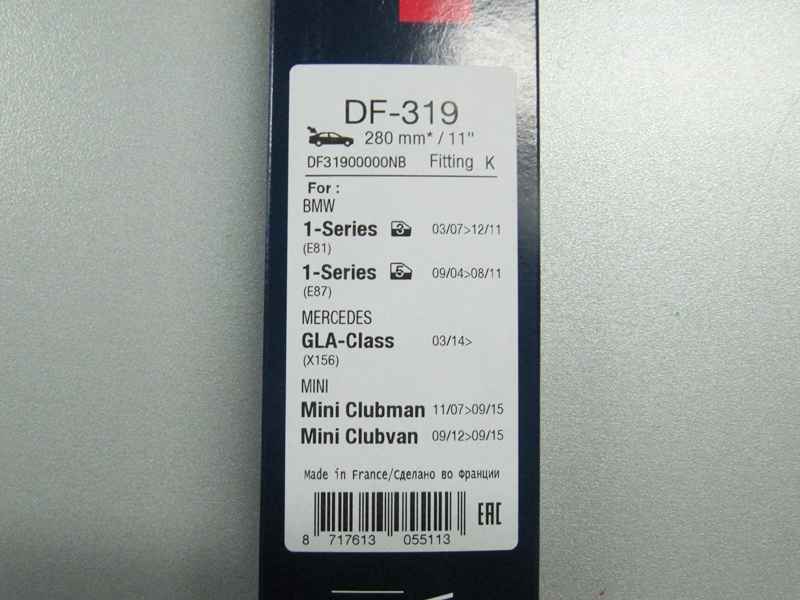 DF-319
280 mm* / 11"
DF31900000NB Fitting K
For :
BMW
1-Series 3 03/07>12/11
(E81)
1-Series 5 09/04>08/11
(E87)
MERCEDES
GLA-Class 03/14>
(X156)
MINI
Mini Clubman 11/07>09/15
Mini Clubvan 09/12>09/15
Made in France/Сделано во Франции
EAC
8 717613 055113